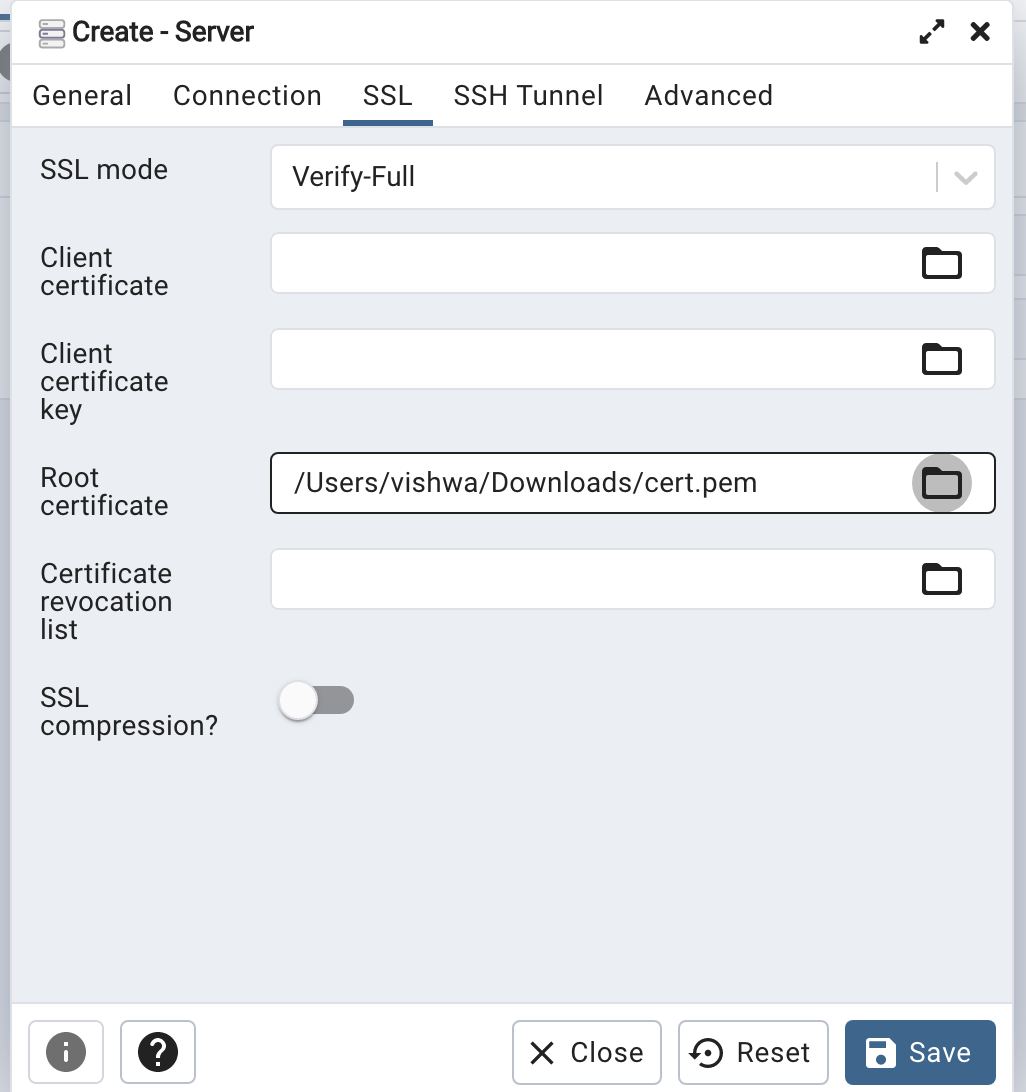 Create - Server
General Connection SSL SSH Tunnel Advanced
SSL mode
Verify-Full
Client
certificate
Client
certificate
key
Root
certificate
/Users/vishwa/Downloads/cert.pem
Certificate
revocation
list
SSL
compression?
Close Reset Save